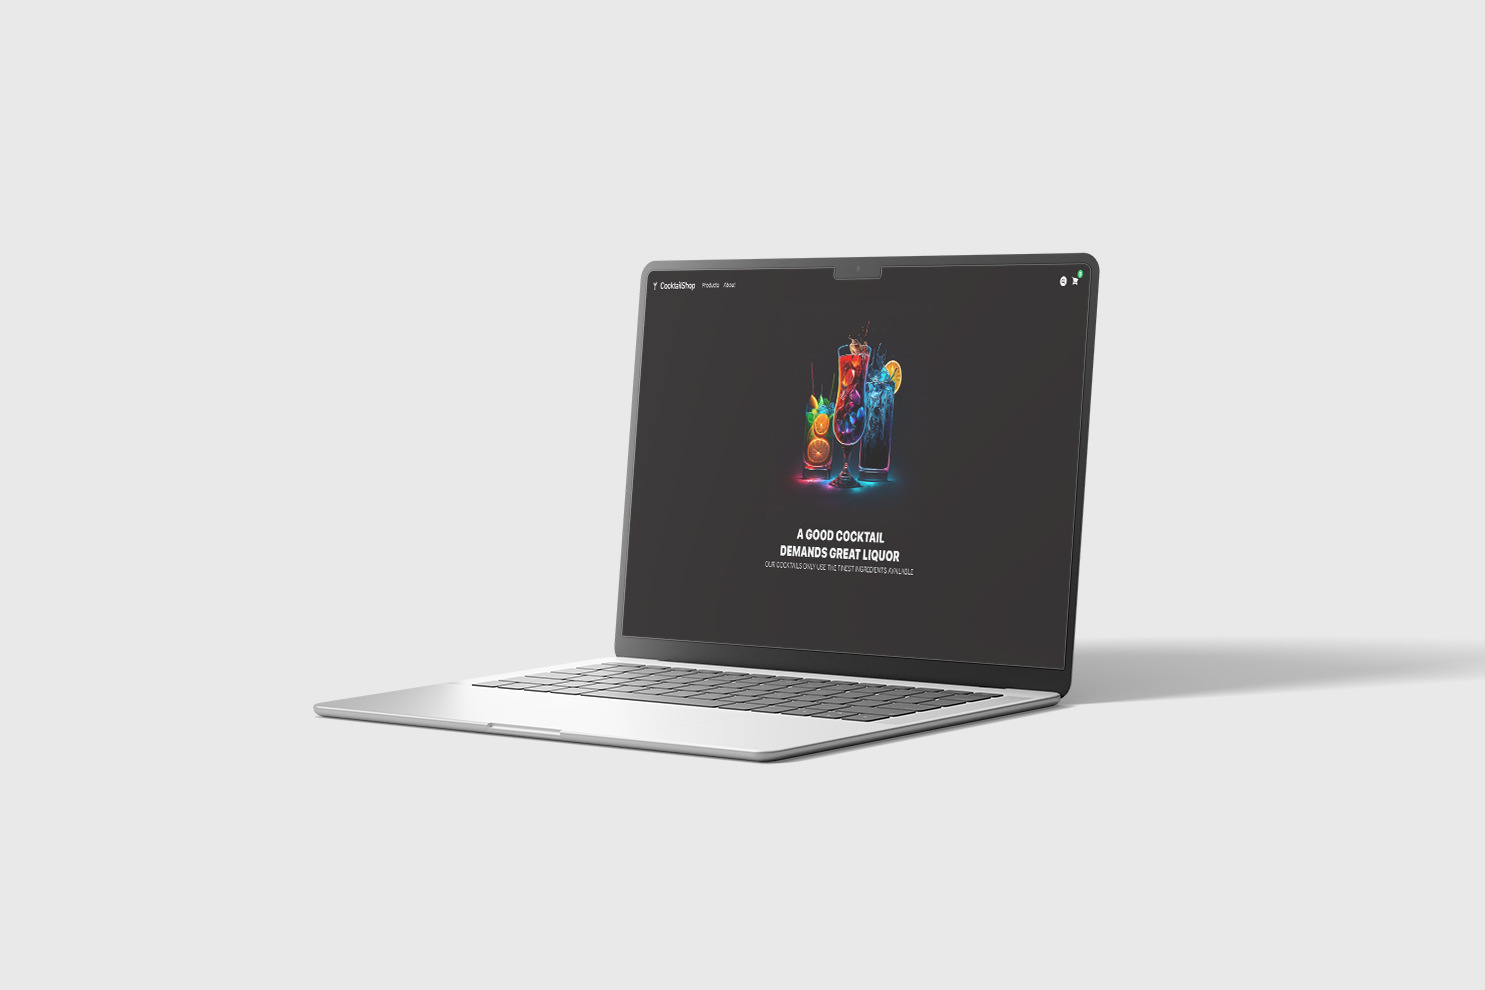 CocktailShop Products About
A GOOD COCKTAIL
DEMANDS GREAT LIQUOR
OUR COCKTAILS ONLY USE THE FINEST INGREDIENTS AVAILABLE